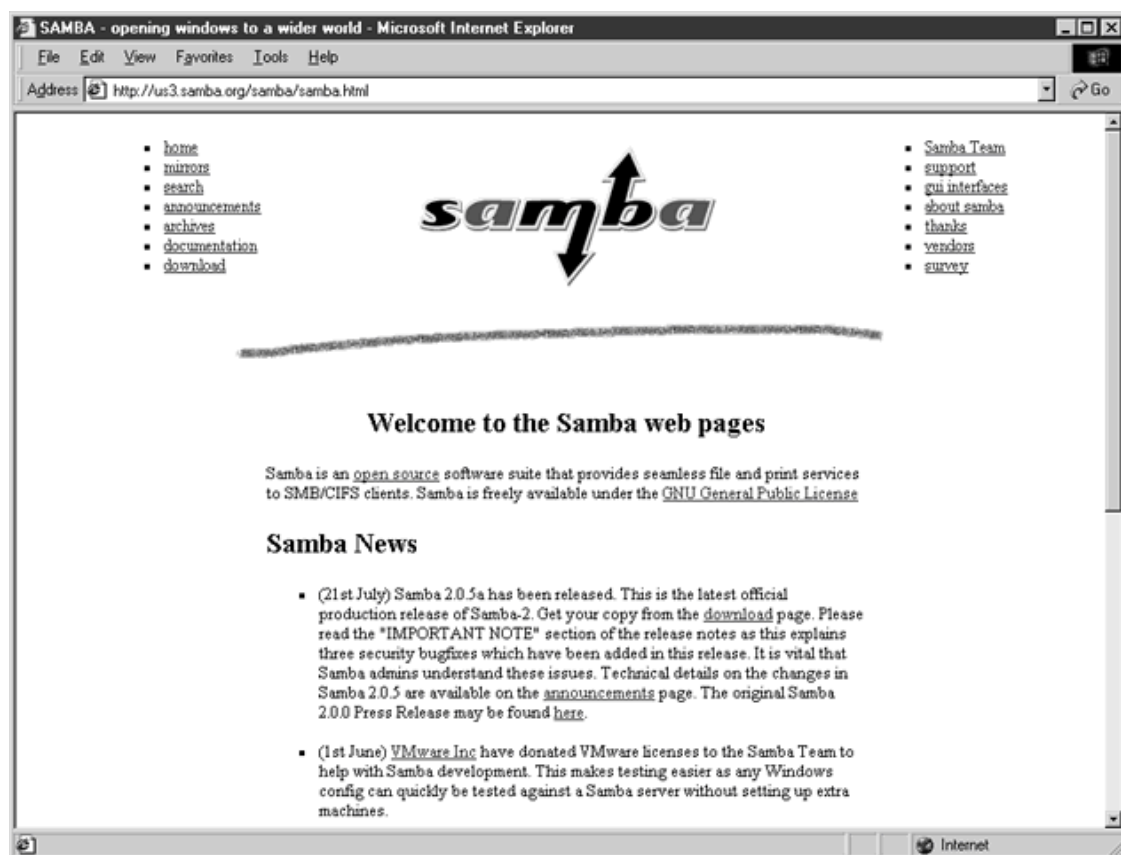 SAMBA - opening windows to a wider world - Microsoft Internet Explorer
File Edit View Favorites Tools Help
Address http://us3.samba.org/samba/samba.html Go
home
mirrors
search
announcements
archives
documentation
download
samba
Samba Team
support
gui interfaces
about samba
thanks
vendors
survey
Welcome to the Samba web pages
Samba is an open source software suite that provides seamless file and print services
to SMB/CIFS clients. Samba is freely available under the GNU General Public License
Samba News
(21st July) Samba 2.0.5a has been released. This is the latest official
production release of Samba-2. Get your copy from the download page. Please
read the "IMPORTANT NOTE" section of the release notes as this explains
three security bugfixes which have been added in this release. It is vital that
Samba admins understand these issues. Technical details on the changes in
Samba 2.0.5 are available on the announcements page. The original Samba
2.0.0 Press Release may be found here.
(1st June) VMware Inc have donated VMware licenses to the Samba Team to
help with Samba development. This makes testing easier as any Windows
config can quickly be tested against a Samba server without setting up extra
machines.
Internet